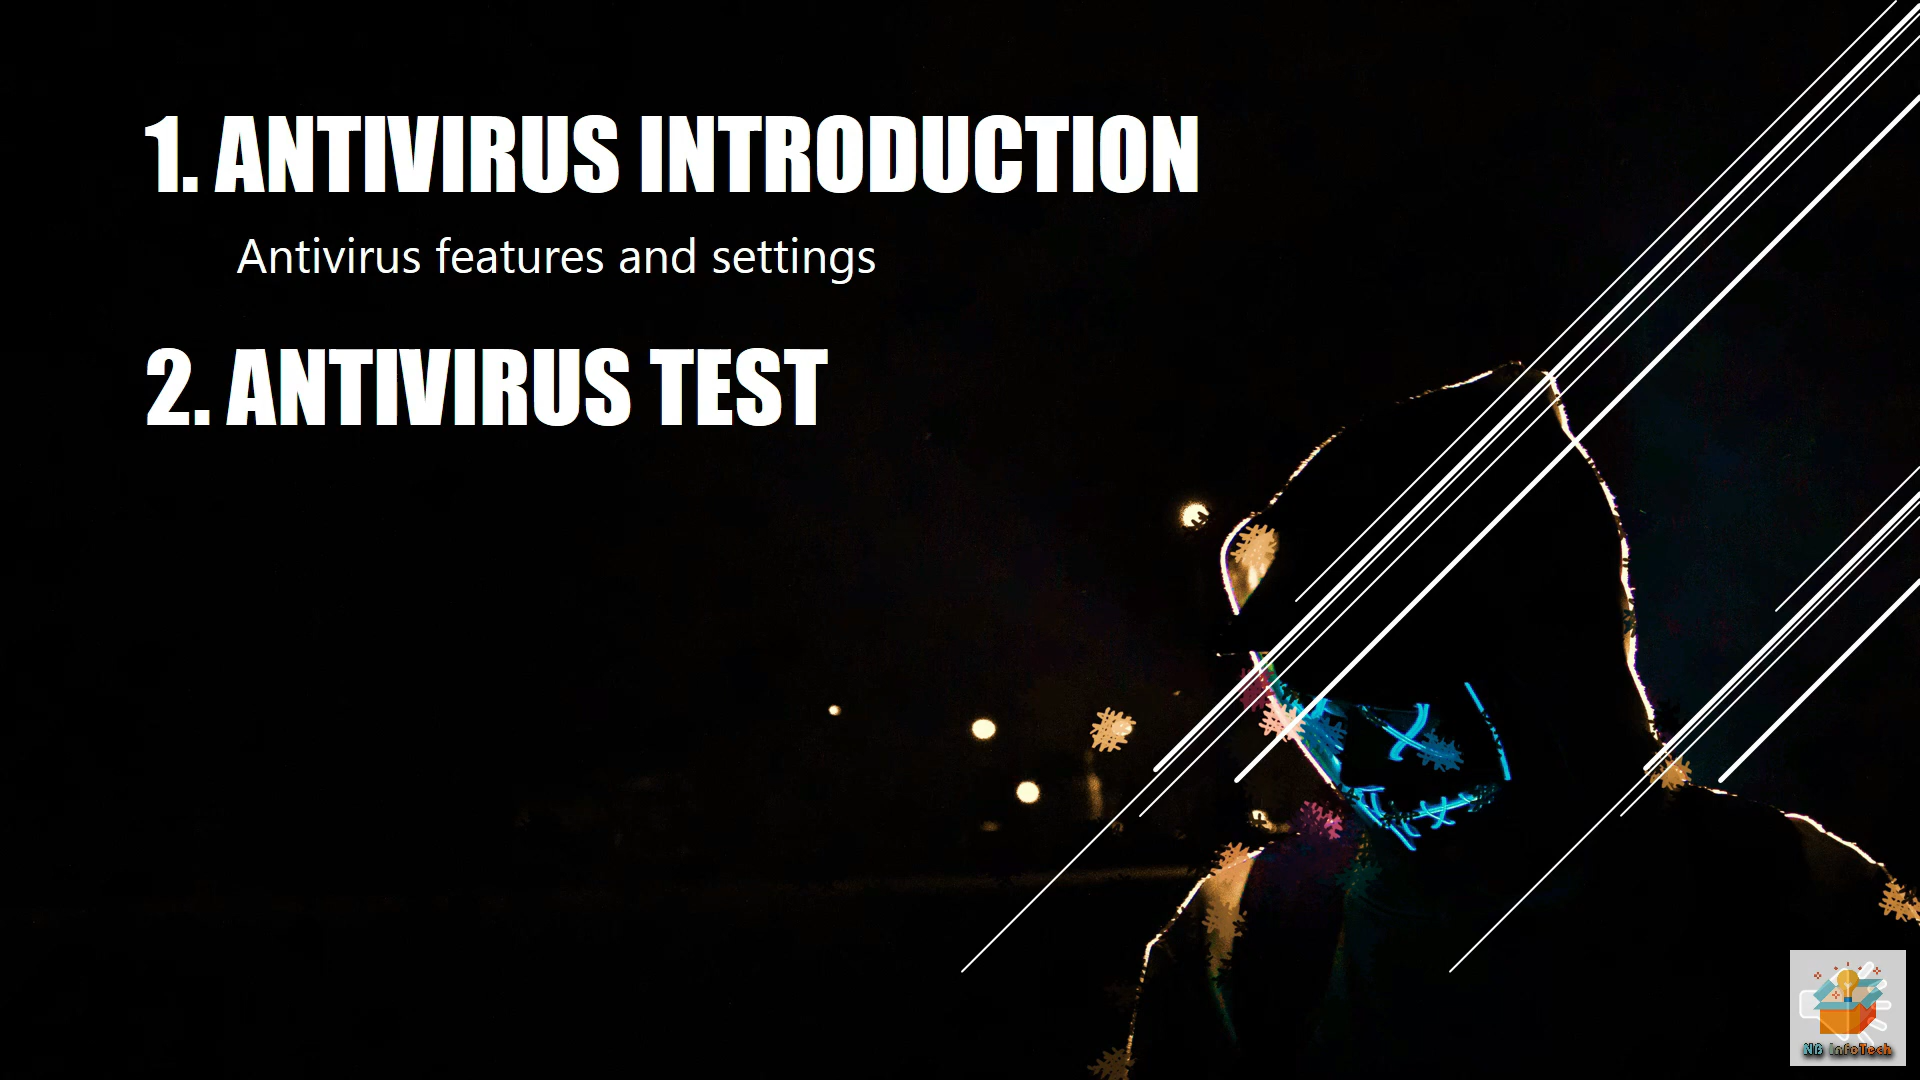 1. ANTIVIRUS INTRODUCTION
Antivirus features and settings
2. ANTIVIRUS TEST
NB InfoTech